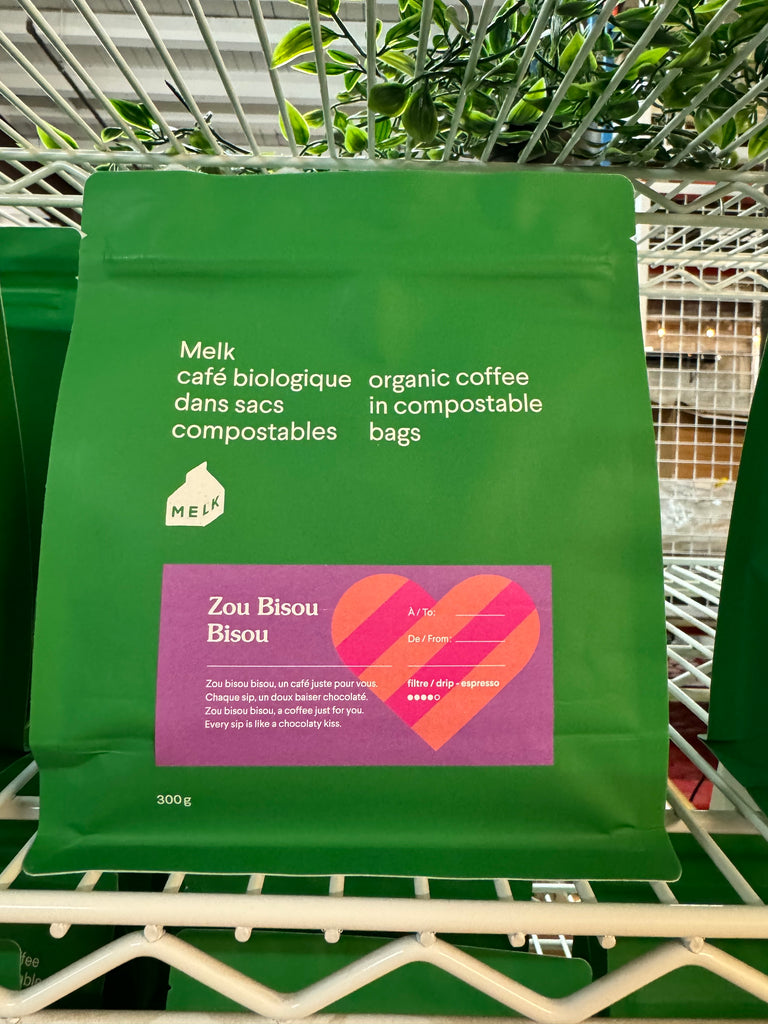 Melk
café biologique
dans sacs
compostables
organic coffee
in compostable
bags
MELK
Zou Bisou
Bisou
À / To:
De / From:
Zou bisou bisou, un café juste pour vous.
Chaque sip, un doux baiser chocolaté.
Zou bisou bisou, a coffee just for you.
Every sip is like a chocolaty kiss.
filtre / drip - espresso
300 g